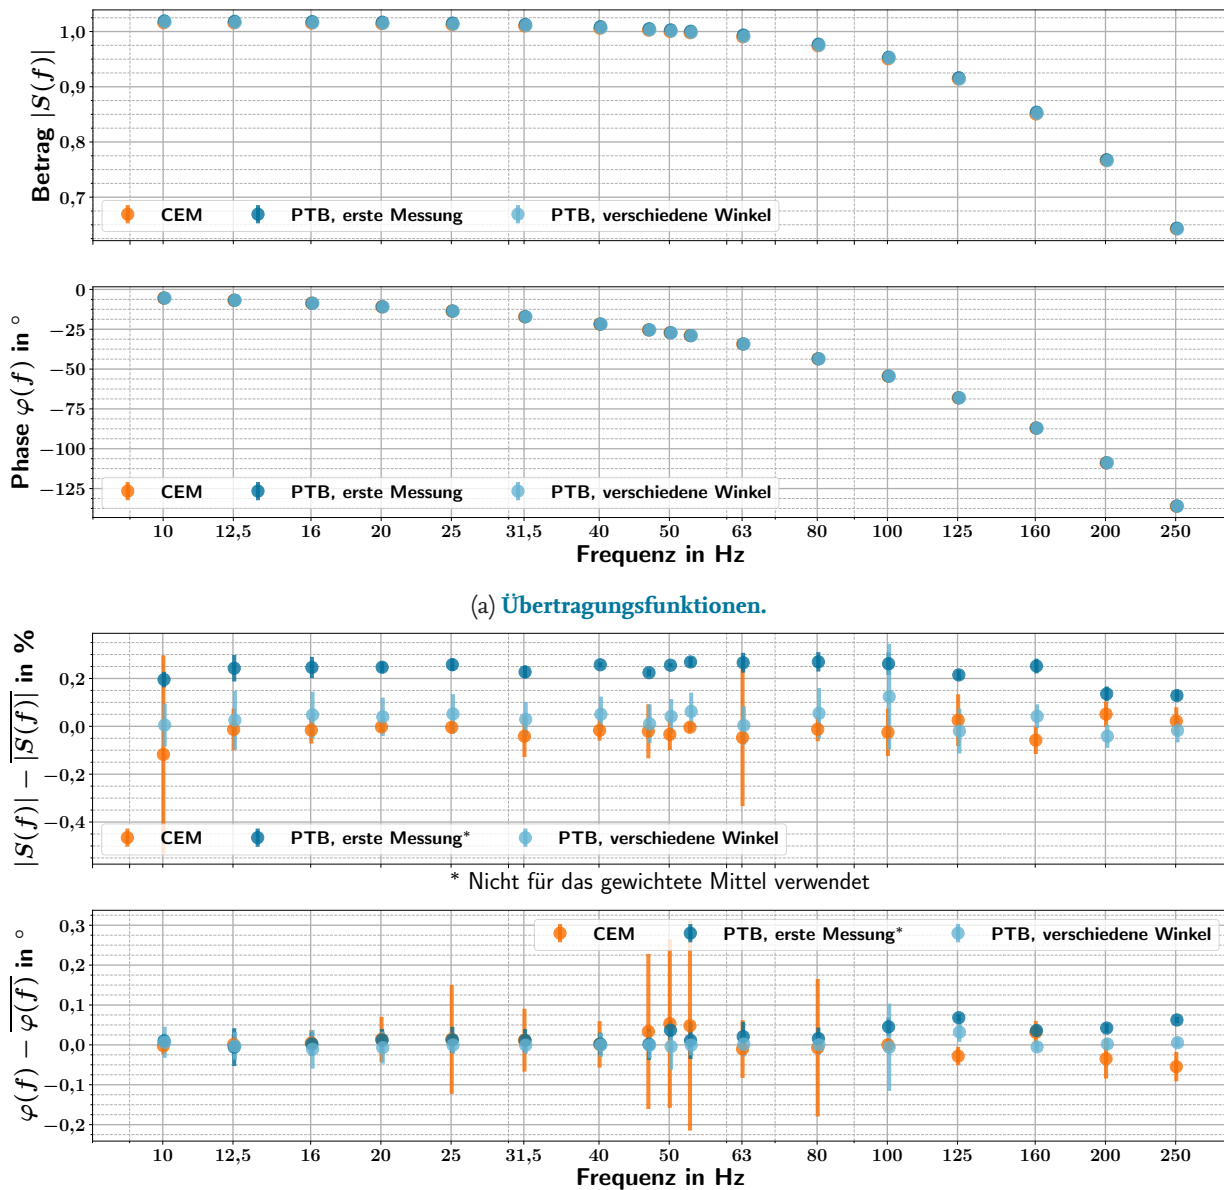 1,0
0,9
0,8
0,7
Betrag |S(f)|
CEM PTB, erste Messung PTB, verschiedene Winkel
0
−25
−50
−75
−100
−125
Phase φ(f) in °
CEM PTB, erste Messung PTB, verschiedene Winkel
10 12,5 16 20 25 31,5 40 50 63 80 100 125 160 200 250
Frequenz in Hz
(a) Übertragungsfunktionen.
0,2
0,0
−0,2
−0,4
|S(f)| − |S(f)| in %
CEM PTB, erste Messung* PTB, verschiedene Winkel
* Nicht für das gewichtete Mittel verwendet
0,3
0,2
0,1
0,0
−0,1
−0,2
φ(f) − φ(f) in °
CEM PTB, erste Messung* PTB, verschiedene Winkel
10 12,5 16 20 25 31,5 40 50 63 80 100 125 160 200 250
Frequenz in Hz